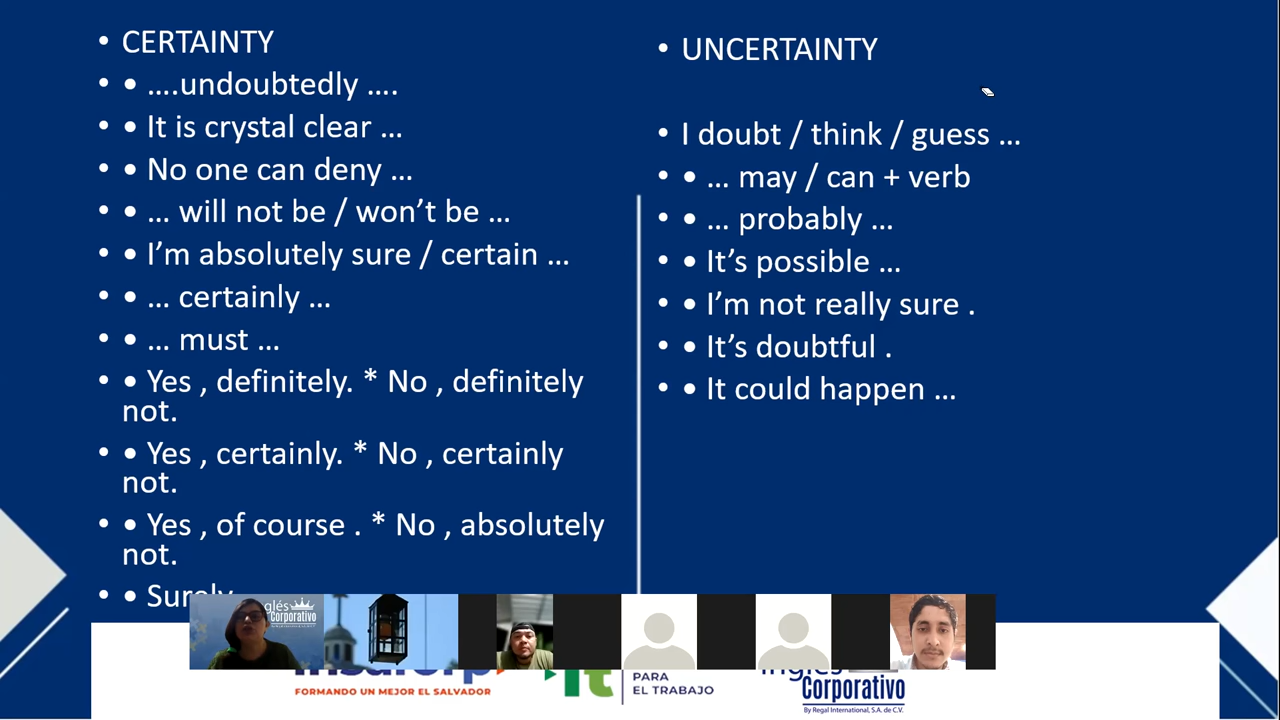 • CERTAINTY
• • ….undoubtedly ….
• • It is crystal clear …
• • No one can deny …
• • … will not be / won’t be …
• • I’m absolutely sure / certain …
• • … certainly …
• • … must …
• • Yes , definitely. * No , definitely
not.
• • Yes , certainly. * No , certainly
not.
• • Yes , of course . * No , absolutely
not.
• • Surely
• UNCERTAINTY
• I doubt / think / guess …
• • … may / can + verb
• • … probably …
• • It’s possible …
• • I’m not really sure .
• • It’s doubtful .
• • It could happen …
glés
Corporativo
FORMANDO UN MEJOR EL SALVADOR
it
PARA
EL TRABAJO
Inglés
Corporativo
By Regal International, S.A. de C.V.